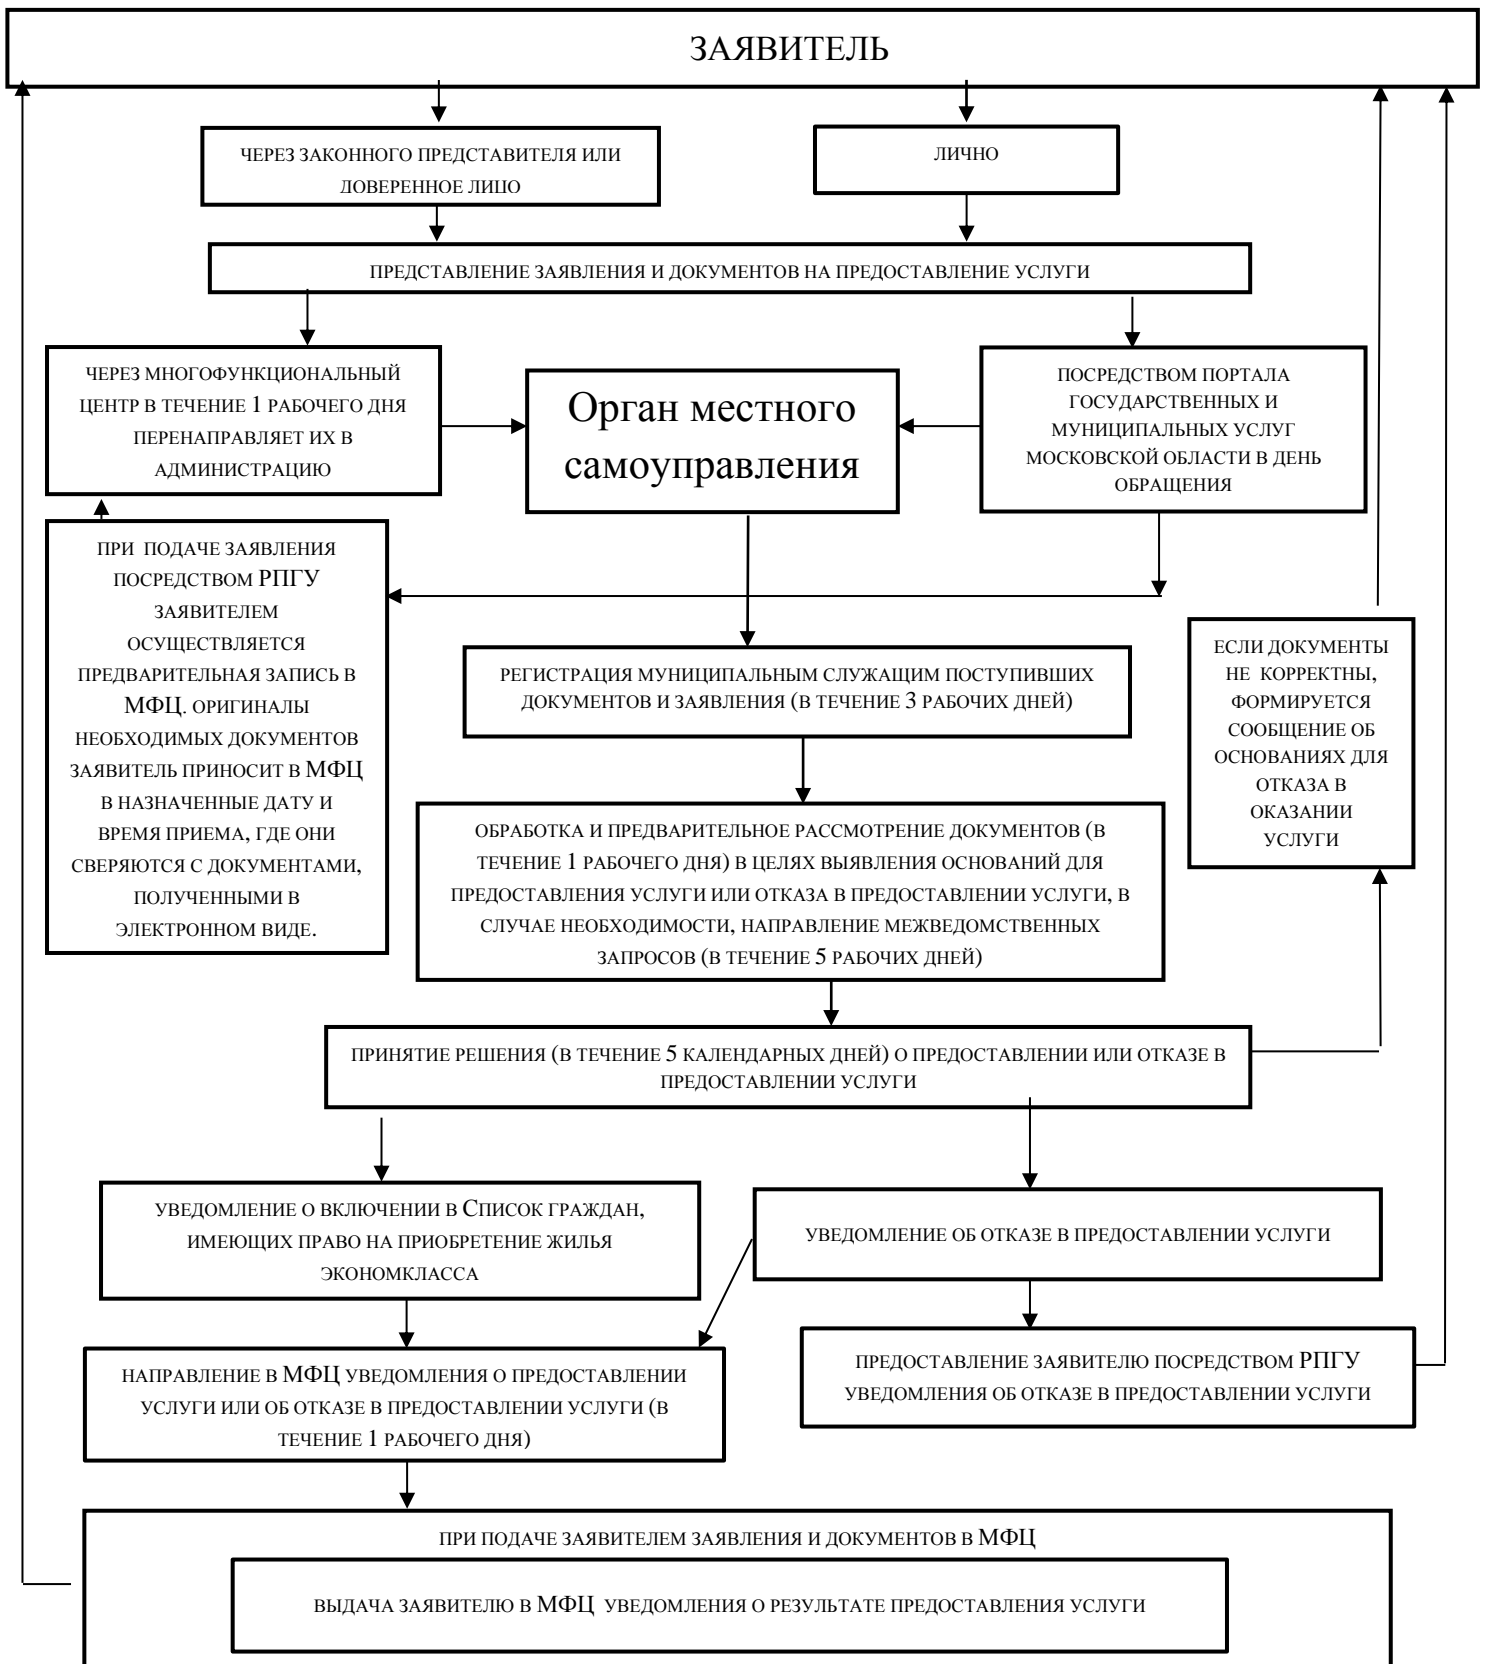 ЗАЯВИТЕЛЬ
ЧЕРЕЗ ЗАКОННОГО ПРЕДСТАВИТЕЛЯ ИЛИ
ДОВЕРЕННОЕ ЛИЦО
ЛИЧНО
ПРЕДСТАВЛЕНИЕ ЗАЯВЛЕНИЯ И ДОКУМЕНТОВ НА ПРЕДОСТАВЛЕНИЕ УСЛУГИ
ЧЕРЕЗ МНОГОФУНКЦИОНАЛЬНЫЙ
ЦЕНТР В ТЕЧЕНИЕ 1 РАБОЧЕГО ДНЯ
ПЕРЕНАПРАВЛЯЕТ ИХ В
АДМИНИСТРАЦИЮ
Орган местного
самоуправления
ПОСРЕДСТВОМ ПОРТАЛА
ГОСУДАРСТВЕННЫХ И
МУНИЦИПАЛЬНЫХ УСЛУГ
МОСКОВСКОЙ ОБЛАСТИ В ДЕНЬ
ОБРАЩЕНИЯ
ПРИ ПОДАЧЕ ЗАЯВЛЕНИЯ
ПОСРЕДСТВОМ РПГУ
ЗАЯВИТЕЛЕМ
ОСУЩЕСТВЛЯЕТСЯ
ПРЕДВАРИТЕЛЬНАЯ ЗАПИСЬ В
МФЦ. ОРИГИНАЛЫ
НЕОБХОДИМЫХ ДОКУМЕНТОВ
ЗАЯВИТЕЛЬ ПРИНОСИТ В МФЦ
В НАЗНАЧЕННЫЕ ДАТУ И
ВРЕМЯ ПРИЕМА, ГДЕ ОНИ
СВЕРЯЮТСЯ С ДОКУМЕНТАМИ,
ПОЛУЧЕННЫМИ В
ЭЛЕКТРОННОМ ВИДЕ.
РЕГИСТРАЦИЯ МУНИЦИПАЛЬНЫМ СЛУЖАЩИМ ПОСТУПИВШИХ
ДОКУМЕНТОВ И ЗАЯВЛЕНИЯ (В ТЕЧЕНИЕ 3 РАБОЧИХ ДНЕЙ)
ЕСЛИ ДОКУМЕНТЫ
НЕ КОРРЕКТНЫ,
ФОРМИРУЕТСЯ
СООБЩЕНИЕ ОБ
ОСНОВАНИЯХ ДЛЯ
ОТКАЗА В
ОКАЗАНИИ
УСЛУГИ
ОБРАБОТКА И ПРЕДВАРИТЕЛЬНОЕ РАССМОТРЕНИЕ ДОКУМЕНТОВ (В
ТЕЧЕНИЕ 1 РАБОЧЕГО ДНЯ) В ЦЕЛЯХ ВЫЯВЛЕНИЯ ОСНОВАНИЙ ДЛЯ
ПРЕДОСТАВЛЕНИЯ УСЛУГИ ИЛИ ОТКАЗА В ПРЕДОСТАВЛЕНИИ УСЛУГИ, В
СЛУЧАЕ НЕОБХОДИМОСТИ, НАПРАВЛЕНИЕ МЕЖВЕДОМСТВЕННЫХ
ЗАПРОСОВ (В ТЕЧЕНИЕ 5 РАБОЧИХ ДНЕЙ)
ПРИНЯТИЕ РЕШЕНИЯ (В ТЕЧЕНИЕ 5 КАЛЕНДАРНЫХ ДНЕЙ) О ПРЕДОСТАВЛЕНИИ ИЛИ ОТКАЗЕ В
ПРЕДОСТАВЛЕНИИ УСЛУГИ
УВЕДОМЛЕНИЕ О ВКЛЮЧЕНИИ В СПИСОК ГРАЖДАН,
ИМЕЮЩИХ ПРАВО НА ПРИОБРЕТЕНИЕ ЖИЛЬЯ
ЭКОНОМКЛАССА
УВЕДОМЛЕНИЕ ОБ ОТКАЗЕ В ПРЕДОСТАВЛЕНИИ УСЛУГИ
НАПРАВЛЕНИЕ В МФЦ УВЕДОМЛЕНИЯ О ПРЕДОСТАВЛЕНИИ
УСЛУГИ ИЛИ ОБ ОТКАЗЕ В ПРЕДОСТАВЛЕНИИ УСЛУГИ (В
ТЕЧЕНИЕ 1 РАБОЧЕГО ДНЯ)
ПРЕДОСТАВЛЕНИЕ ЗАЯВИТЕЛЮ ПОСРЕДСТВОМ РПГУ
УВЕДОМЛЕНИЯ ОБ ОТКАЗЕ В ПРЕДОСТАВЛЕНИИ УСЛУГИ
ПРИ ПОДАЧЕ ЗАЯВИТЕЛЕМ ЗАЯВЛЕНИЯ И ДОКУМЕНТОВ В МФЦ
ВЫДАЧА ЗАЯВИТЕЛЮ В МФЦ УВЕДОМЛЕНИЯ О РЕЗУЛЬТАТЕ ПРЕДОСТАВЛЕНИЯ УСЛУГИ